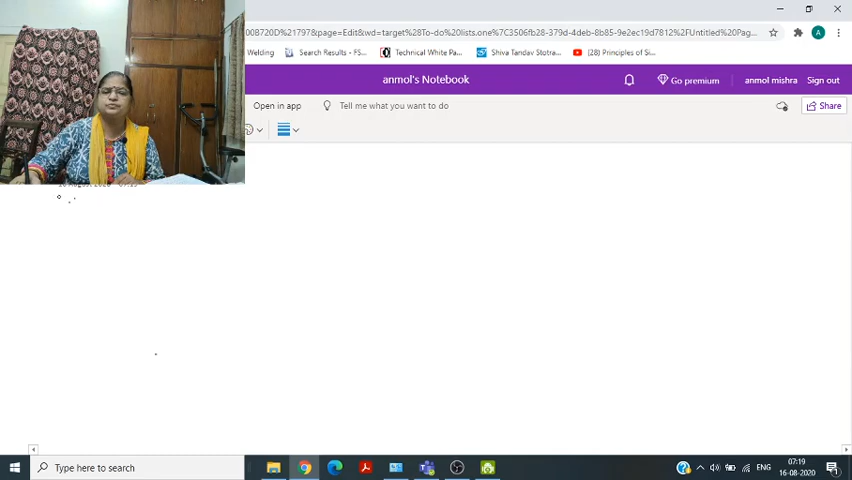 008720D%21797&page=Edit&wd=target%28To-do%20lists.one%7C3506fb28-379d-4deb-8b85-9e2ec19d7812%2FUntitled%20Pag...
A
Welding
Search Results - FS...
Technical White Pa...
Shiva Tandav Stotra...
(28) Principles of Si...
anmol's Notebook
Go premium
anmol mishra
Sign out
Open in app
Tell me what you want to do
Share
Type here to search
ENG
07:19
16-08-2020